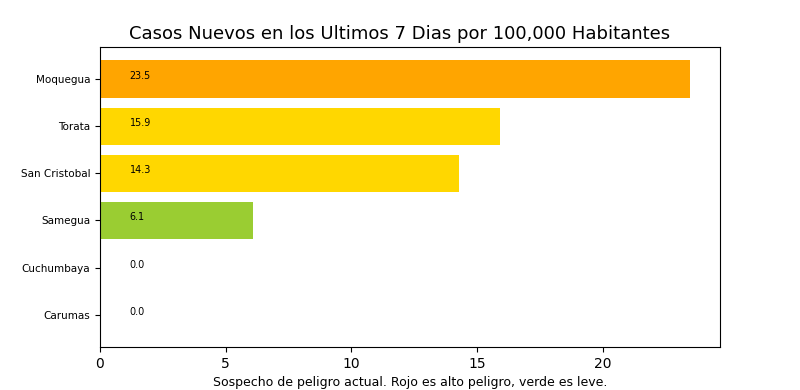 Casos Nuevos en los Ultimos 7 Dias por 100,000 Habitantes
Moquegua 23.5
Torata 15.9
San Cristobal 14.3
Samegua 6.1
Cuchumbaya 0.0
Carumas 0.0
0 5 10 15 20
Sospecho de peligro actual. Rojo es alto peligro, verde es leve.